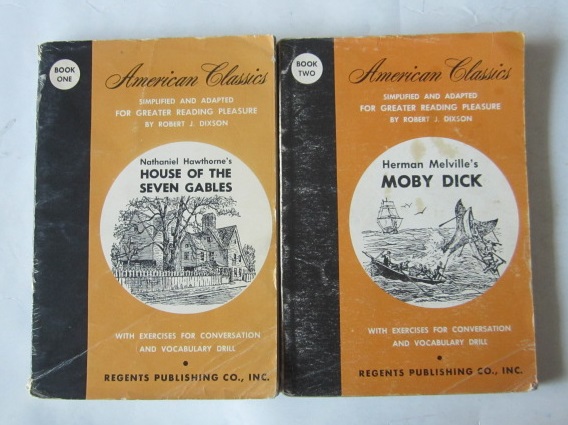 BOOK
ONE
American Classics
SIMPLIFIED AND ADAPTED
FOR GREATER READING PLEASURE
BY ROBERT J. DIXSON
Nathaniel Hawthorne's
HOUSE OF THE
SEVEN GABLES
WITH EXERCISES FOR CONVERSATION
AND VOCABULARY DRILL
REGENTS PUBLISHING CO., INC.
BOOK
TWO
American Classics
SIMPLIFIED AND ADAPTED
FOR GREATER READING PLEASURE
BY ROBERT J. DIXSON
Herman Melville's
MOBY DICK
WITH EXERCISES FOR CONVERSATION
AND VOCABULARY DRILL
REGENTS PUBLISHING CO., INC.